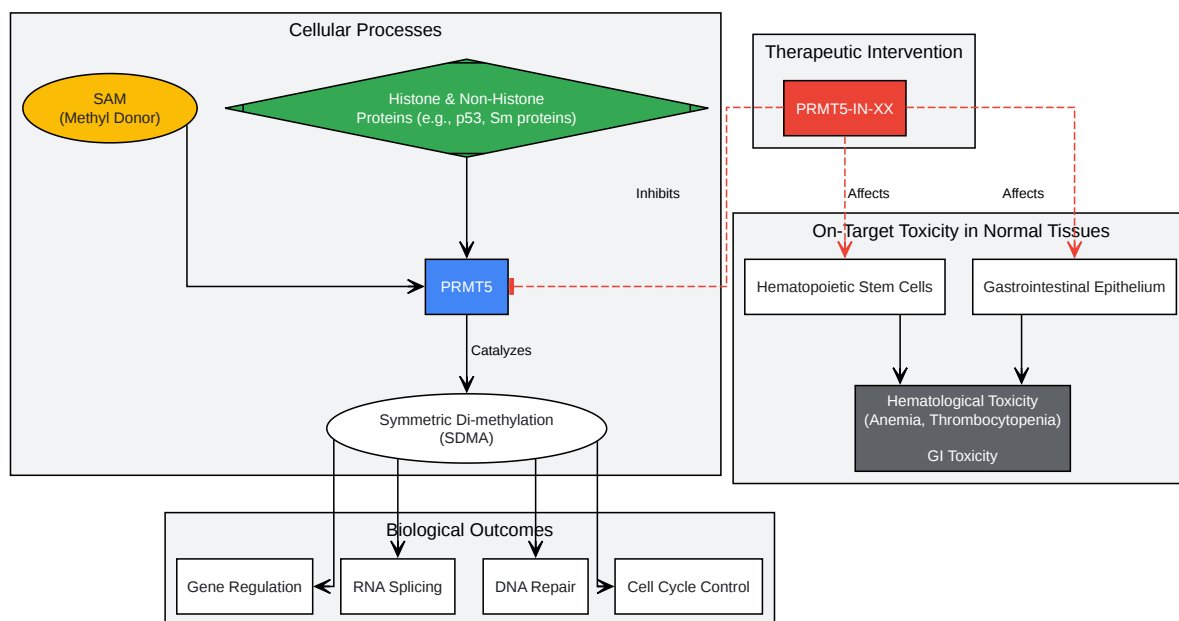 Cellular Processes
SAM
(Methyl Donor)
Histone & Non-Histone
Proteins (e.g., p53, Sm proteins)
Therapeutic Intervention
PRMT5-IN-XX
Inhibits
Affects
Affects
On-Target Toxicity in Normal Tissues
PRMT5
Hematopoietic Stem Cells
Gastrointestinal Epithelium
Catalyzes
Symmetric Di-methylation
(SDMA)
Hematological Toxicity
(Anemia, Thrombocytopenia)
GI Toxicity
Biological Outcomes
Gene Regulation
RNA Splicing
DNA Repair
Cell Cycle Control